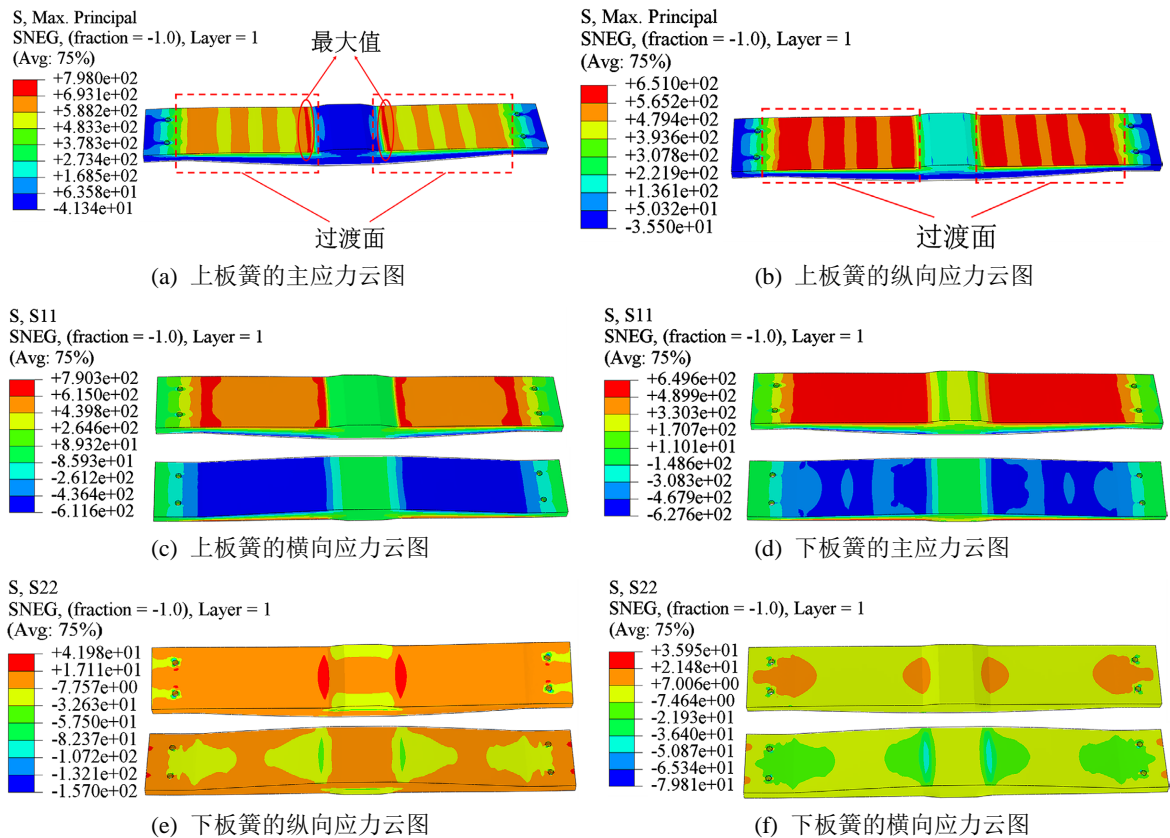 S, Max. Principal
SNEG, (fraction = -1.0), Layer = 1
(Avg: 75%)
+7.980e+02
+6.931e+02
+5.882e+02
+4.833e+02
+3.783e+02
+2.734e+02
+1.685e+02
+6.358e+01
-4.134e+01
最大值
过渡面
(a) 上板簧的主应力云图
S, Max. Principal
SNEG, (fraction = -1.0), Layer = 1
(Avg: 75%)
+6.510e+02
+5.652e+02
+4.794e+02
+3.936e+02
+3.078e+02
+2.219e+02
+1.361e+02
+5.032e+01
-3.550e+01
过渡面
(b) 上板簧的纵向应力云图
S, S11
SNEG, (fraction = -1.0), Layer = 1
(Avg: 75%)
+7.903e+02
+6.150e+02
+4.398e+02
+2.646e+02
+8.932e+01
-8.593e+01
-2.612e+02
-4.364e+02
-6.116e+02
(c) 上板簧的横向应力云图
S, S11
SNEG, (fraction = -1.0), Layer = 1
(Avg: 75%)
+6.496e+02
+4.899e+02
+3.303e+02
+1.707e+02
+1.101e+01
-1.486e+02
-3.083e+02
-4.679e+02
-6.276e+02
(d) 下板簧的主应力云图
S, S22
SNEG, (fraction = -1.0), Layer = 1
(Avg: 75%)
+4.198e+01
+1.711e+01
-7.757e+00
-3.263e+01
-5.750e+01
-8.237e+01
-1.072e+02
-1.321e+02
-1.570e+02
(e) 下板簧的纵向应力云图
S, S22
SNEG, (fraction = -1.0), Layer = 1
(Avg: 75%)
+3.595e+01
+2.148e+01
+7.006e+00
-7.464e+00
-2.193e+01
-3.640e+01
-5.087e+01
-6.534e+01
-7.981e+01
(f) 下板簧的横向应力云图